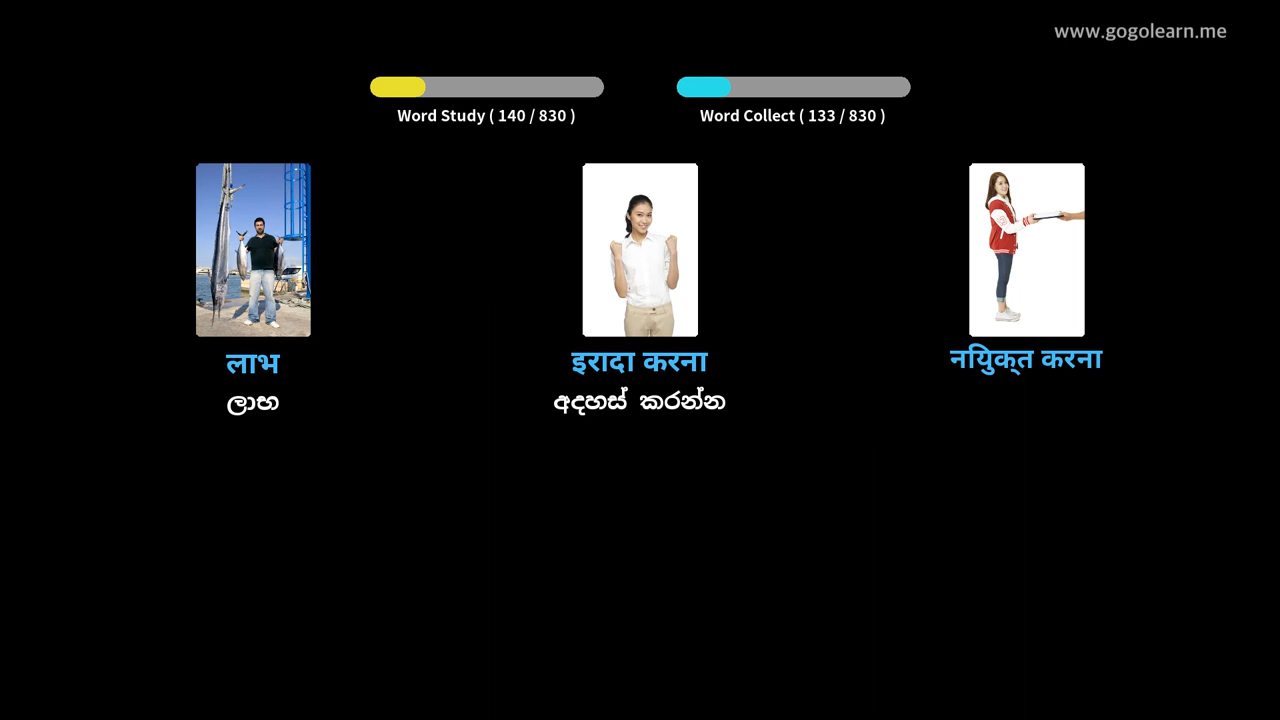 www.gogolearn.me
Word Study ( 140 / 830 )
Word Collect ( 133 / 830 )
लाभ
इरादा करना
नियुक्त करना
ලාභ
අදහස් කරන්න